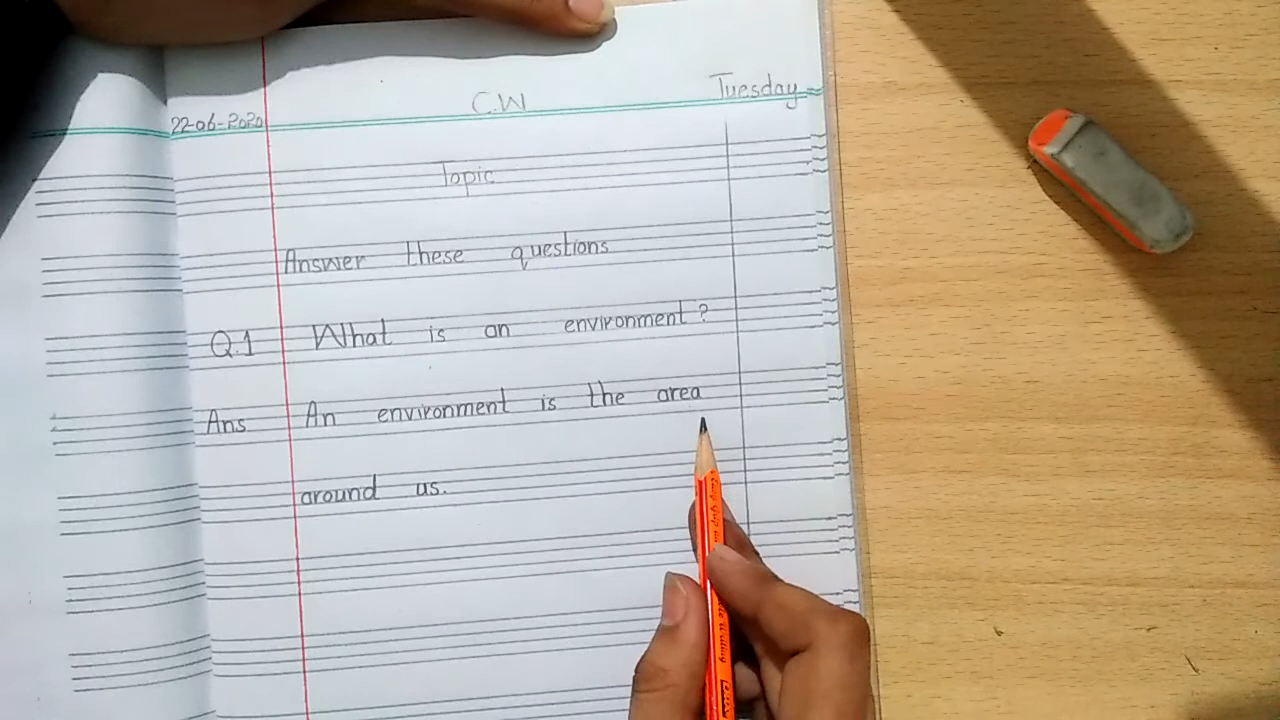 22-06-2020 C.W Tuesday
Topic
Answer these questions
Q.1 What is an environment?
Ans An environment is the area
around us.